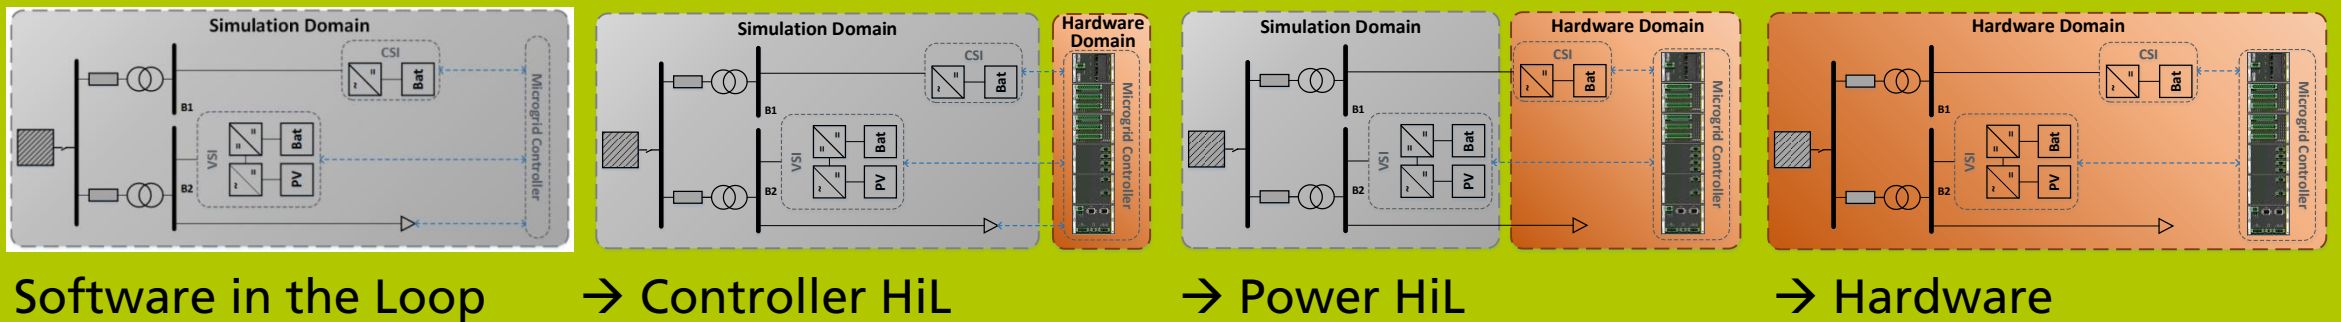 Simulation Domain
CSI
Bat
B1
VSI
Bat
PV
B2
Microgrid Controller
Software in the Loop
Simulation Domain
Hardware
Domain
CSI
Bat
B1
VSI
Bat
PV
B2
Microgrid Controller
→ Controller HiL
Simulation Domain
Hardware Domain
CSI
Bat
B1
VSI
Bat
PV
B2
Microgrid Controller
→ Power HiL
Hardware Domain
CSI
Bat
B1
VSI
Bat
PV
B2
Microgrid Controller
→ Hardware